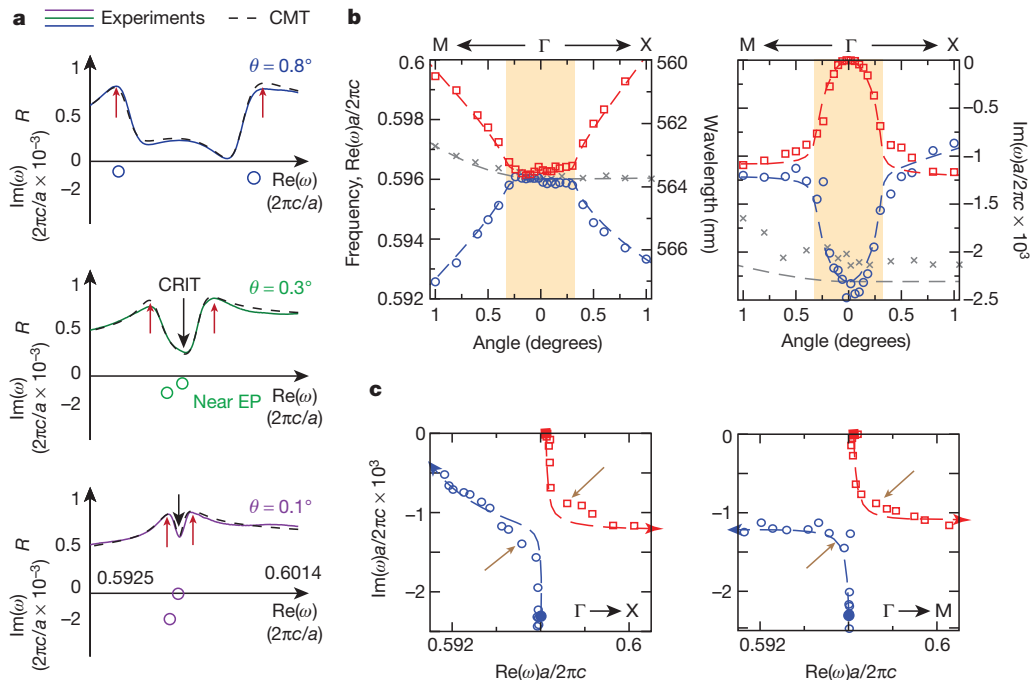 a
Experiments
CMT
1
0.5
0
−2
R
Im(ω)
(2πc/a × 10⁻³)
θ = 0.8°
Re(ω)
(2πc/a)
1
0.5
0
−2
R
Im(ω)
(2πc/a × 10⁻³)
CRIT
θ = 0.3°
Near EP
Re(ω)
(2πc/a)
1
0.5
0
−2
R
Im(ω)
(2πc/a × 10⁻³)
θ = 0.1°
0.5925
0.6014
Re(ω)
(2πc/a)
b
M
Γ
X
0.6
0.598
0.596
0.594
0.592
Frequency, Re(ω)a/2πc
560
562
564
566
Wavelength (nm)
1 0.5 0 0.5 1
Angle (degrees)
M
Γ
X
0
−0.5
−1
−1.5
−2
−2.5
Im(ω)a/2πc × 10³
1 0.5 0 0.5 1
Angle (degrees)
c
0
−1
−2
Im(ω)a/2πc × 10³
Γ
X
0.592
0.6
Re(ω)a/2πc
0
−1
−2
Γ
M
0.592
0.6
Re(ω)a/2πc